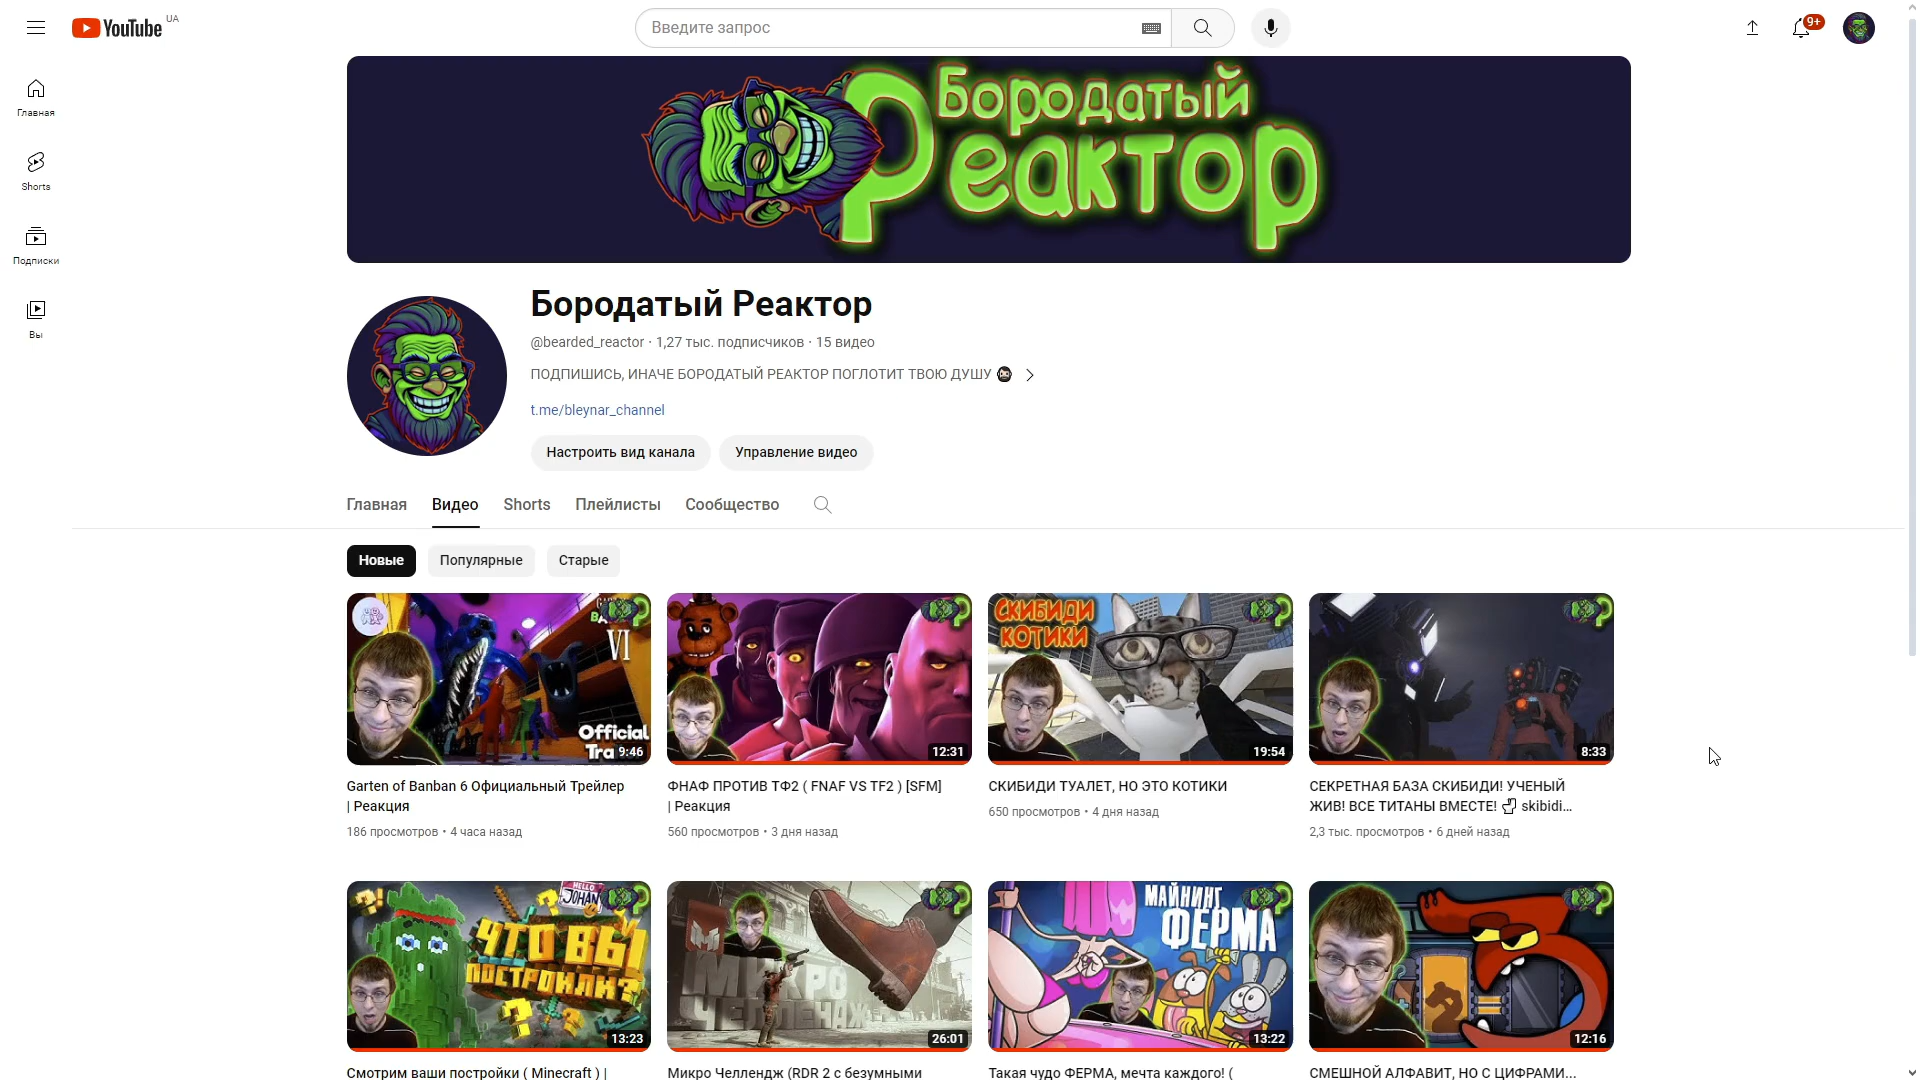 YouTube UA
Введите запрос
9+
Главная
Shorts
Подписки
Вы
Бородатый
Реактор
Бородатый Реактор
@bearded_reactor · 1,27 тыс. подписчиков · 15 видео
ПОДПИШИСЬ, ИНАЧЕ БОРОДАТЫЙ РЕАКТОР ПОГЛОТИТ ТВОЮ ДУШУ
t.me/bleynar_channel
Настроить вид канала
Управление видео
Главная Видео Shorts Плейлисты Сообщество
Новые Популярные Старые
VI
Official
Tra
9:46
12:31
СКИБИДИ
КОТИКИ
19:54
8:33
Garten of Banban 6 Официальный Трейлер
| Реакция
186 просмотров • 4 часа назад
ФНАФ ПРОТИВ ТФ2 ( FNAF VS TF2 ) [SFM]
| Реакция
560 просмотров • 3 дня назад
СКИБИДИ ТУАЛЕТ, НО ЭТО КОТИКИ
650 просмотров • 4 дня назад
СЕКРЕТНАЯ БАЗА СКИБИДИ! УЧЕНЫЙ
ЖИВ! ВСЕ ТИТАНЫ ВМЕСТЕ! skibidi...
2,3 тыс. просмотров • 6 дней назад
HELLO
JOHAN
ЧТО ВЫ
ПОСТРОИЛИ?
13:23
МИКРО
ЧЕЛЛЕНДЖ
26:01
МАЙНИНГ
ФЕРМА
13:22
12:16
Смотрим ваши постройки ( Minecraft ) |
Микро Челлендж (RDR 2 с безумными
Такая чудо ФЕРМА, мечта каждого! (
СМЕШНОЙ АЛФАВИТ, НО С ЦИФРАМИ...